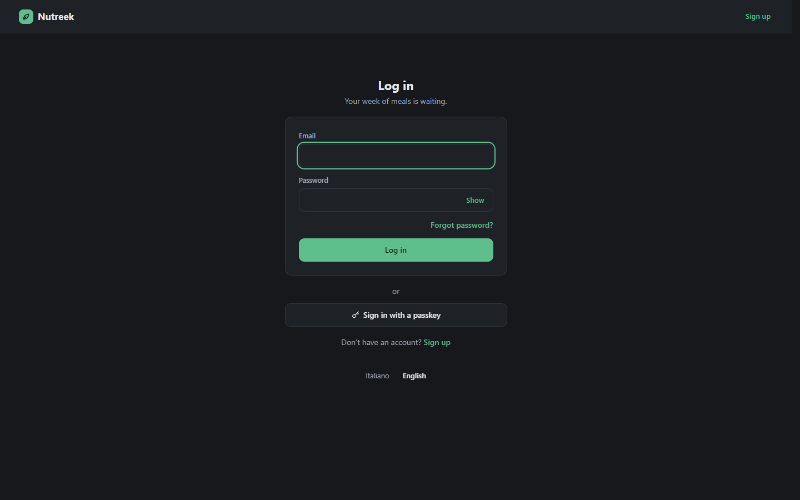 Nutreek
Sign up
Log in
Your week of meals is waiting.
Email
Password
Show
Forgot password?
Log in
or
Sign in with a passkey
Don't have an account? Sign up
Italiano English